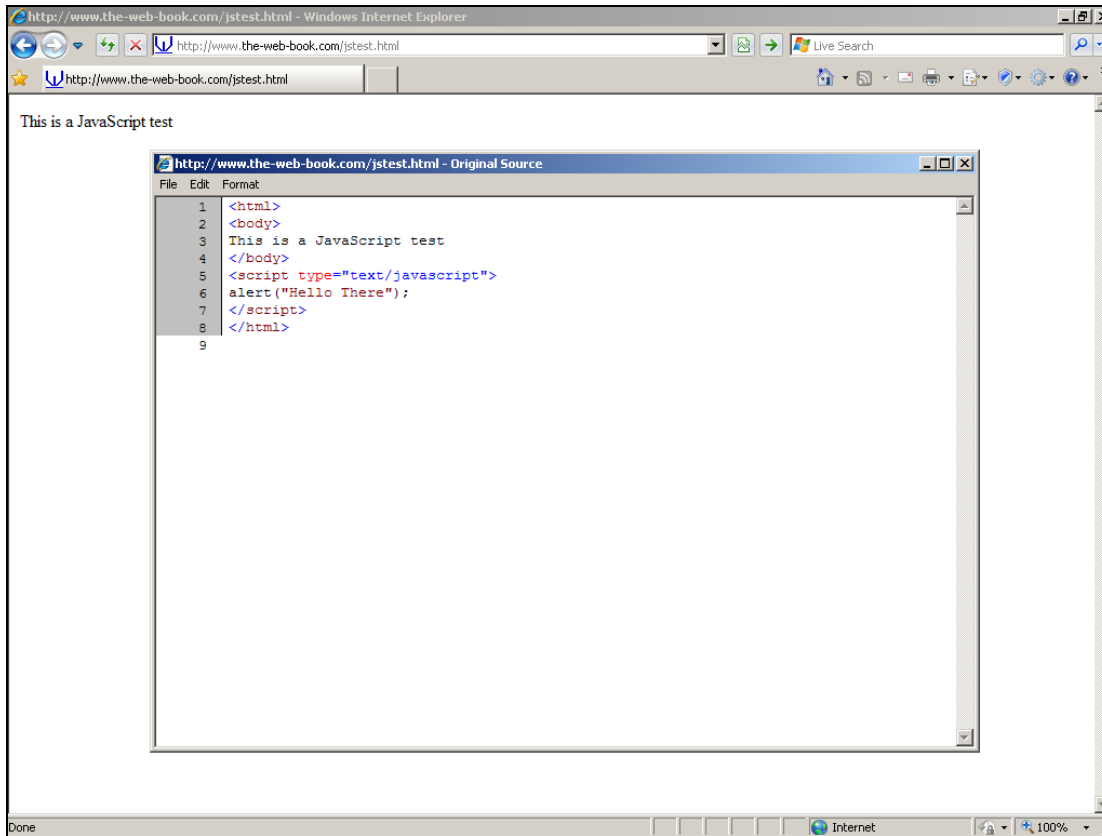 http://www.the-web-book.com/jstest.html - Windows Internet Explorer
http://www.the-web-book.com/jstest.html
Live Search
http://www.the-web-book.com/jstest.html
This is a JavaScript test
http://www.the-web-book.com/jstest.html - Original Source
File Edit Format
1 <html>
2 <body>
3 This is a JavaScript test
4 </body>
5 <script type="text/javascript">
6 alert("Hello There");
7 </script>
8 </html>
9
Done
Internet
100%